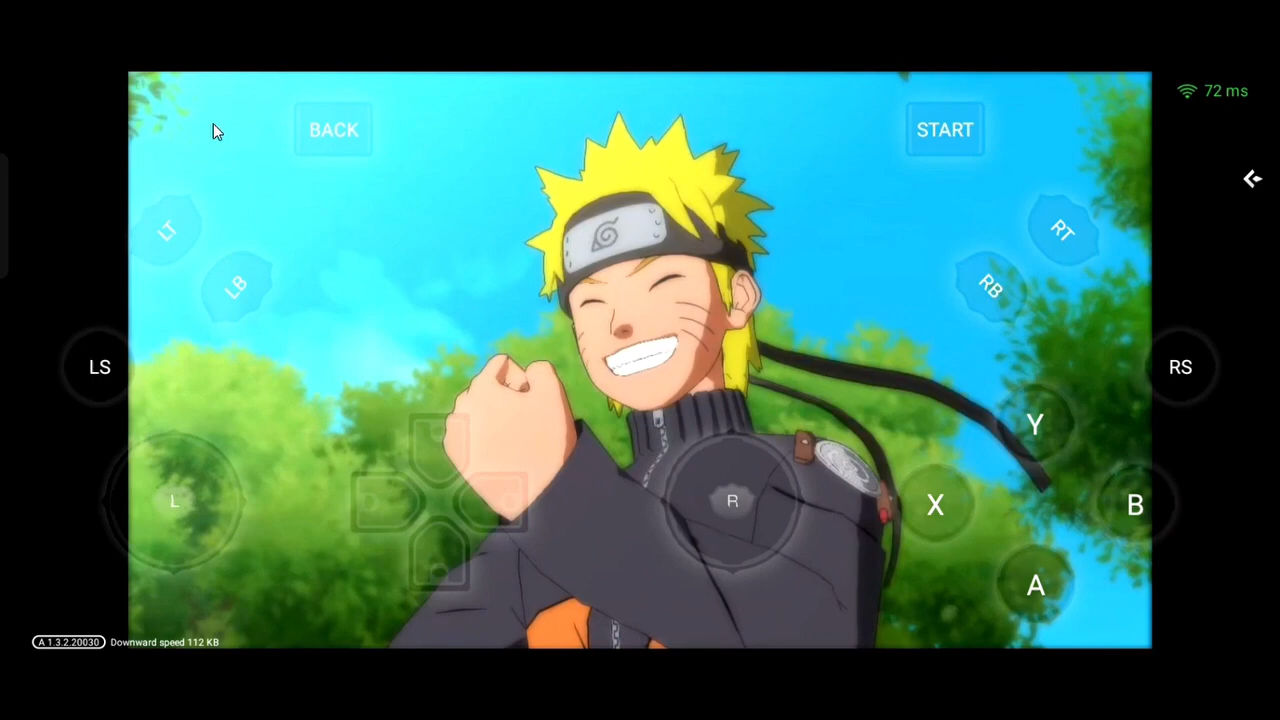 72 ms
BACK
START
LT
RT
LB
RB
LS
RS
Y
L
R
X
B
A
A 1.3.2.20030 Downward speed 112 KB